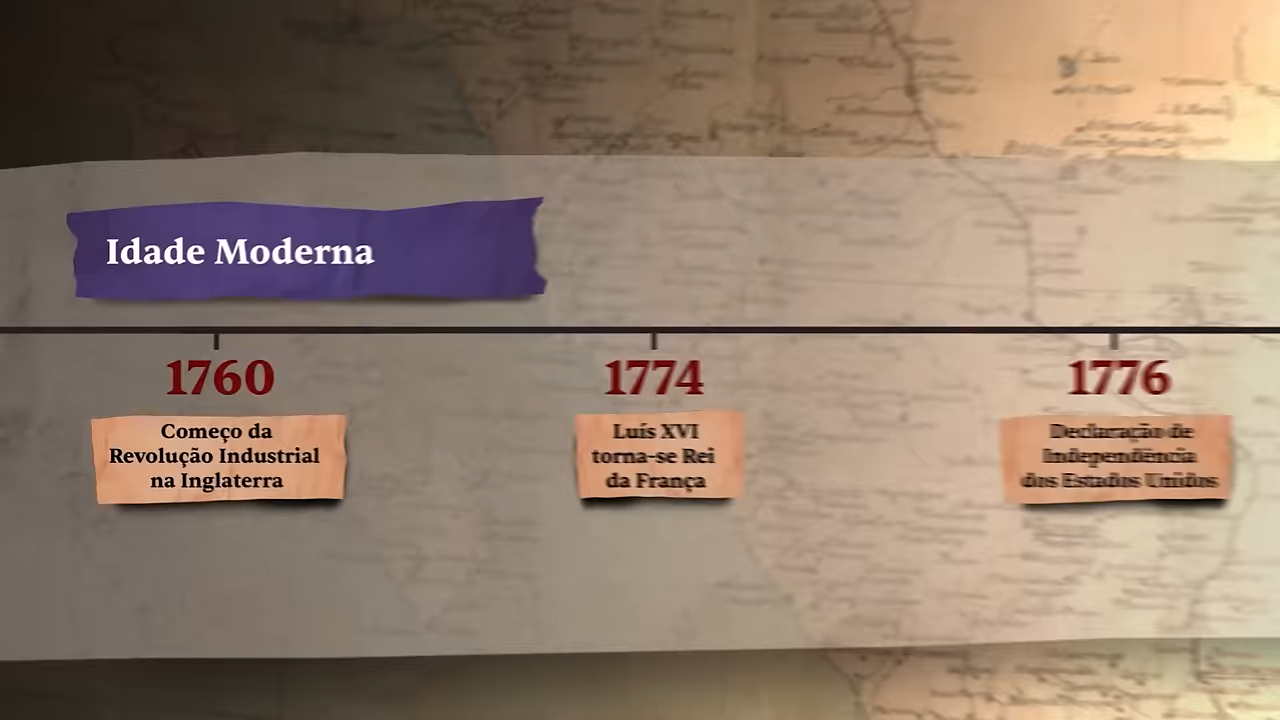 Idade Moderna
1760
Começo da
Revolução Industrial
na Inglaterra
1774
Luís XVI
torna-se Rei
da França
1776
Declaração de
Independência
dos Estados Unidos